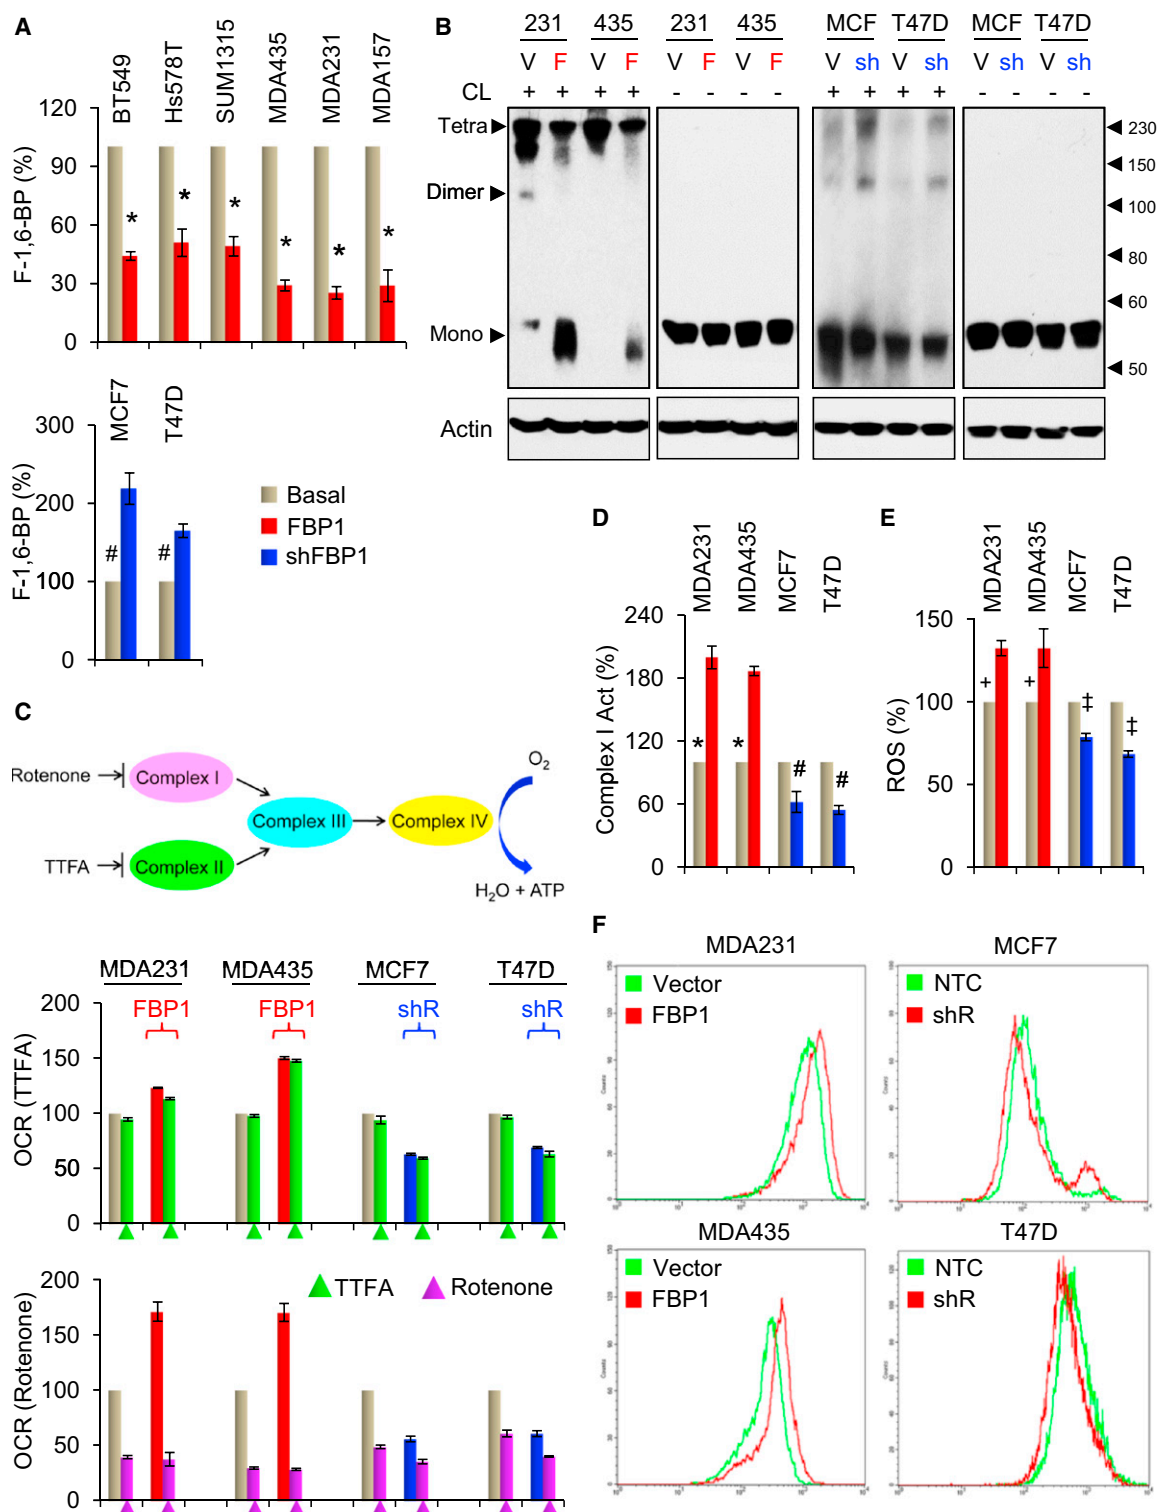 A
BT549
Hs578T
SUM1315
MDA435
MDA231
MDA157
F-1,6-BP (%)
120
90
60
30
0
* * * * * *
MCF7
T47D
F-1,6-BP (%)
300
200
100
0
# #
Basal
FBP1
shFBP1
B
231 435 231 435 MCF T47D MCF T47D
V F V F V F V F V sh V sh V sh V sh
CL + + + + - - - - + + + + - - - -
Tetra
Dimer
Mono
Actin
230
150
100
80
60
50
C
Rotenone
Complex I
TTFA
Complex II
Complex III
Complex IV
O2
H2O + ATP
MDA231 MDA435 MCF7 T47D
FBP1 FBP1 shR shR
OCR (TTFA)
200
150
100
50
0
TTFA
Rotenone
OCR (Rotenone)
200
150
100
50
0
D
MDA231
MDA435
MCF7
T47D
Complex I Act (%)
240
180
120
60
0
* * # #
E
MDA231
MDA435
MCF7
T47D
ROS (%)
150
100
50
0
+ + ‡ ‡
F
MDA231
Vector
FBP1
Counts
MCF7
NTC
shR
Counts
MDA435
Vector
FBP1
Counts
T47D
NTC
shR
Counts